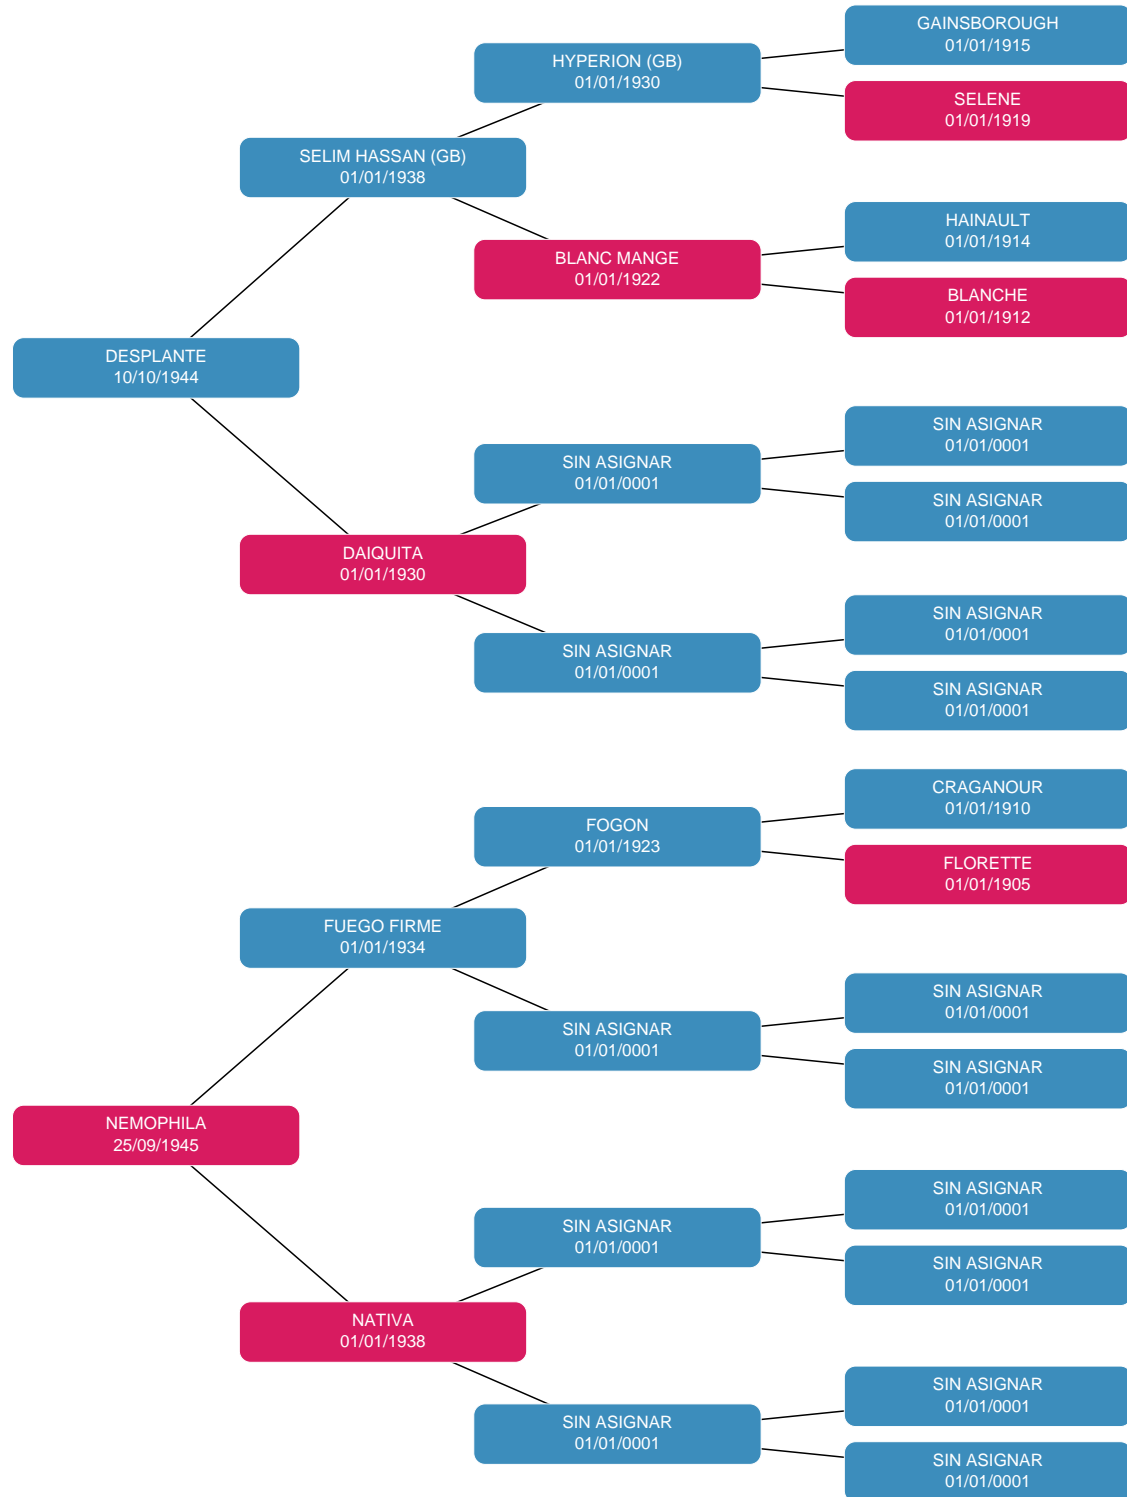 GAINSBOROUGH
01/01/1915
HYPERION (GB)
01/01/1930
SELENE
01/01/1919
SELIM HASSAN (GB)
01/01/1938
HAINAULT
01/01/1914
BLANC MANGE
01/01/1922
BLANCHE
01/01/1912
DESPLANTE
10/10/1944
SIN ASIGNAR
01/01/0001
SIN ASIGNAR
01/01/0001
SIN ASIGNAR
01/01/0001
DAIQUITA
01/01/1930
SIN ASIGNAR
01/01/0001
SIN ASIGNAR
01/01/0001
SIN ASIGNAR
01/01/0001
CRAGANOUR
01/01/1910
FOGON
01/01/1923
FLORETTE
01/01/1905
FUEGO FIRME
01/01/1934
SIN ASIGNAR
01/01/0001
SIN ASIGNAR
01/01/0001
SIN ASIGNAR
01/01/0001
NEMOPHILA
25/09/1945
SIN ASIGNAR
01/01/0001
SIN ASIGNAR
01/01/0001
SIN ASIGNAR
01/01/0001
NATIVA
01/01/1938
SIN ASIGNAR
01/01/0001
SIN ASIGNAR
01/01/0001
SIN ASIGNAR
01/01/0001